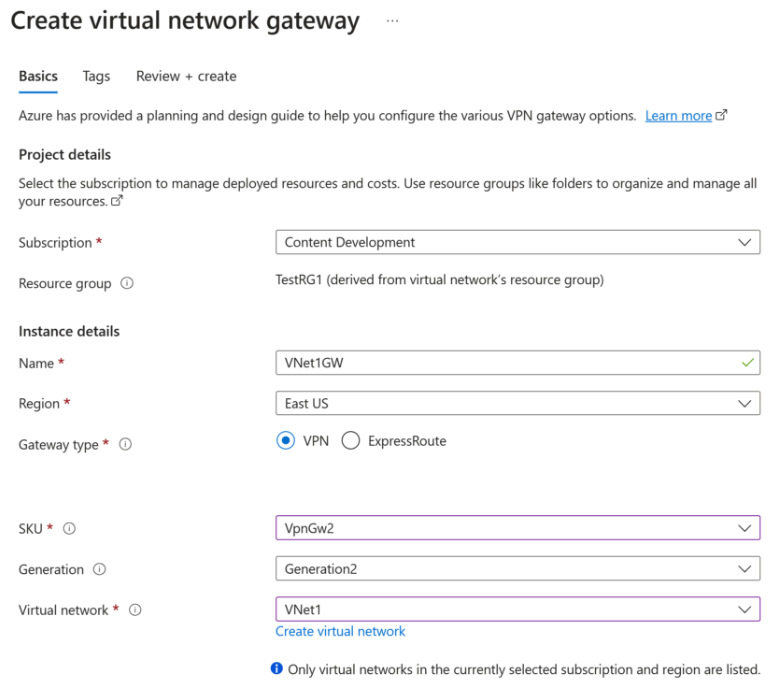 Create virtual network gateway ...
Basics Tags Review + create
Azure has provided a planning and design guide to help you configure the various VPN gateway options. Learn more
Project details
Select the subscription to manage deployed resources and costs. Use resource groups like folders to organize and manage all
your resources.
Subscription * Content Development
Resource group TestRG1 (derived from virtual network's resource group)
Instance details
Name * VNet1GW
Region * East US
Gateway type * VPN ExpressRoute
SKU * VpnGw2
Generation Generation2
Virtual network * VNet1
Create virtual network
Only virtual networks in the currently selected subscription and region are listed.